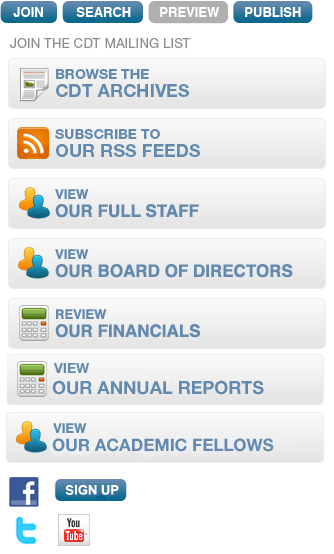 JOIN SEARCH PREVIEW PUBLISH
JOIN THE CDT MAILING LIST
BROWSE THE
CDT ARCHIVES
SUBSCRIBE TO
OUR RSS FEEDS
VIEW
OUR FULL STAFF
VIEW
OUR BOARD OF DIRECTORS
REVIEW
OUR FINANCIALS
VIEW
OUR ANNUAL REPORTS
VIEW
OUR ACADEMIC FELLOWS
f SIGN UP
t You
Tube